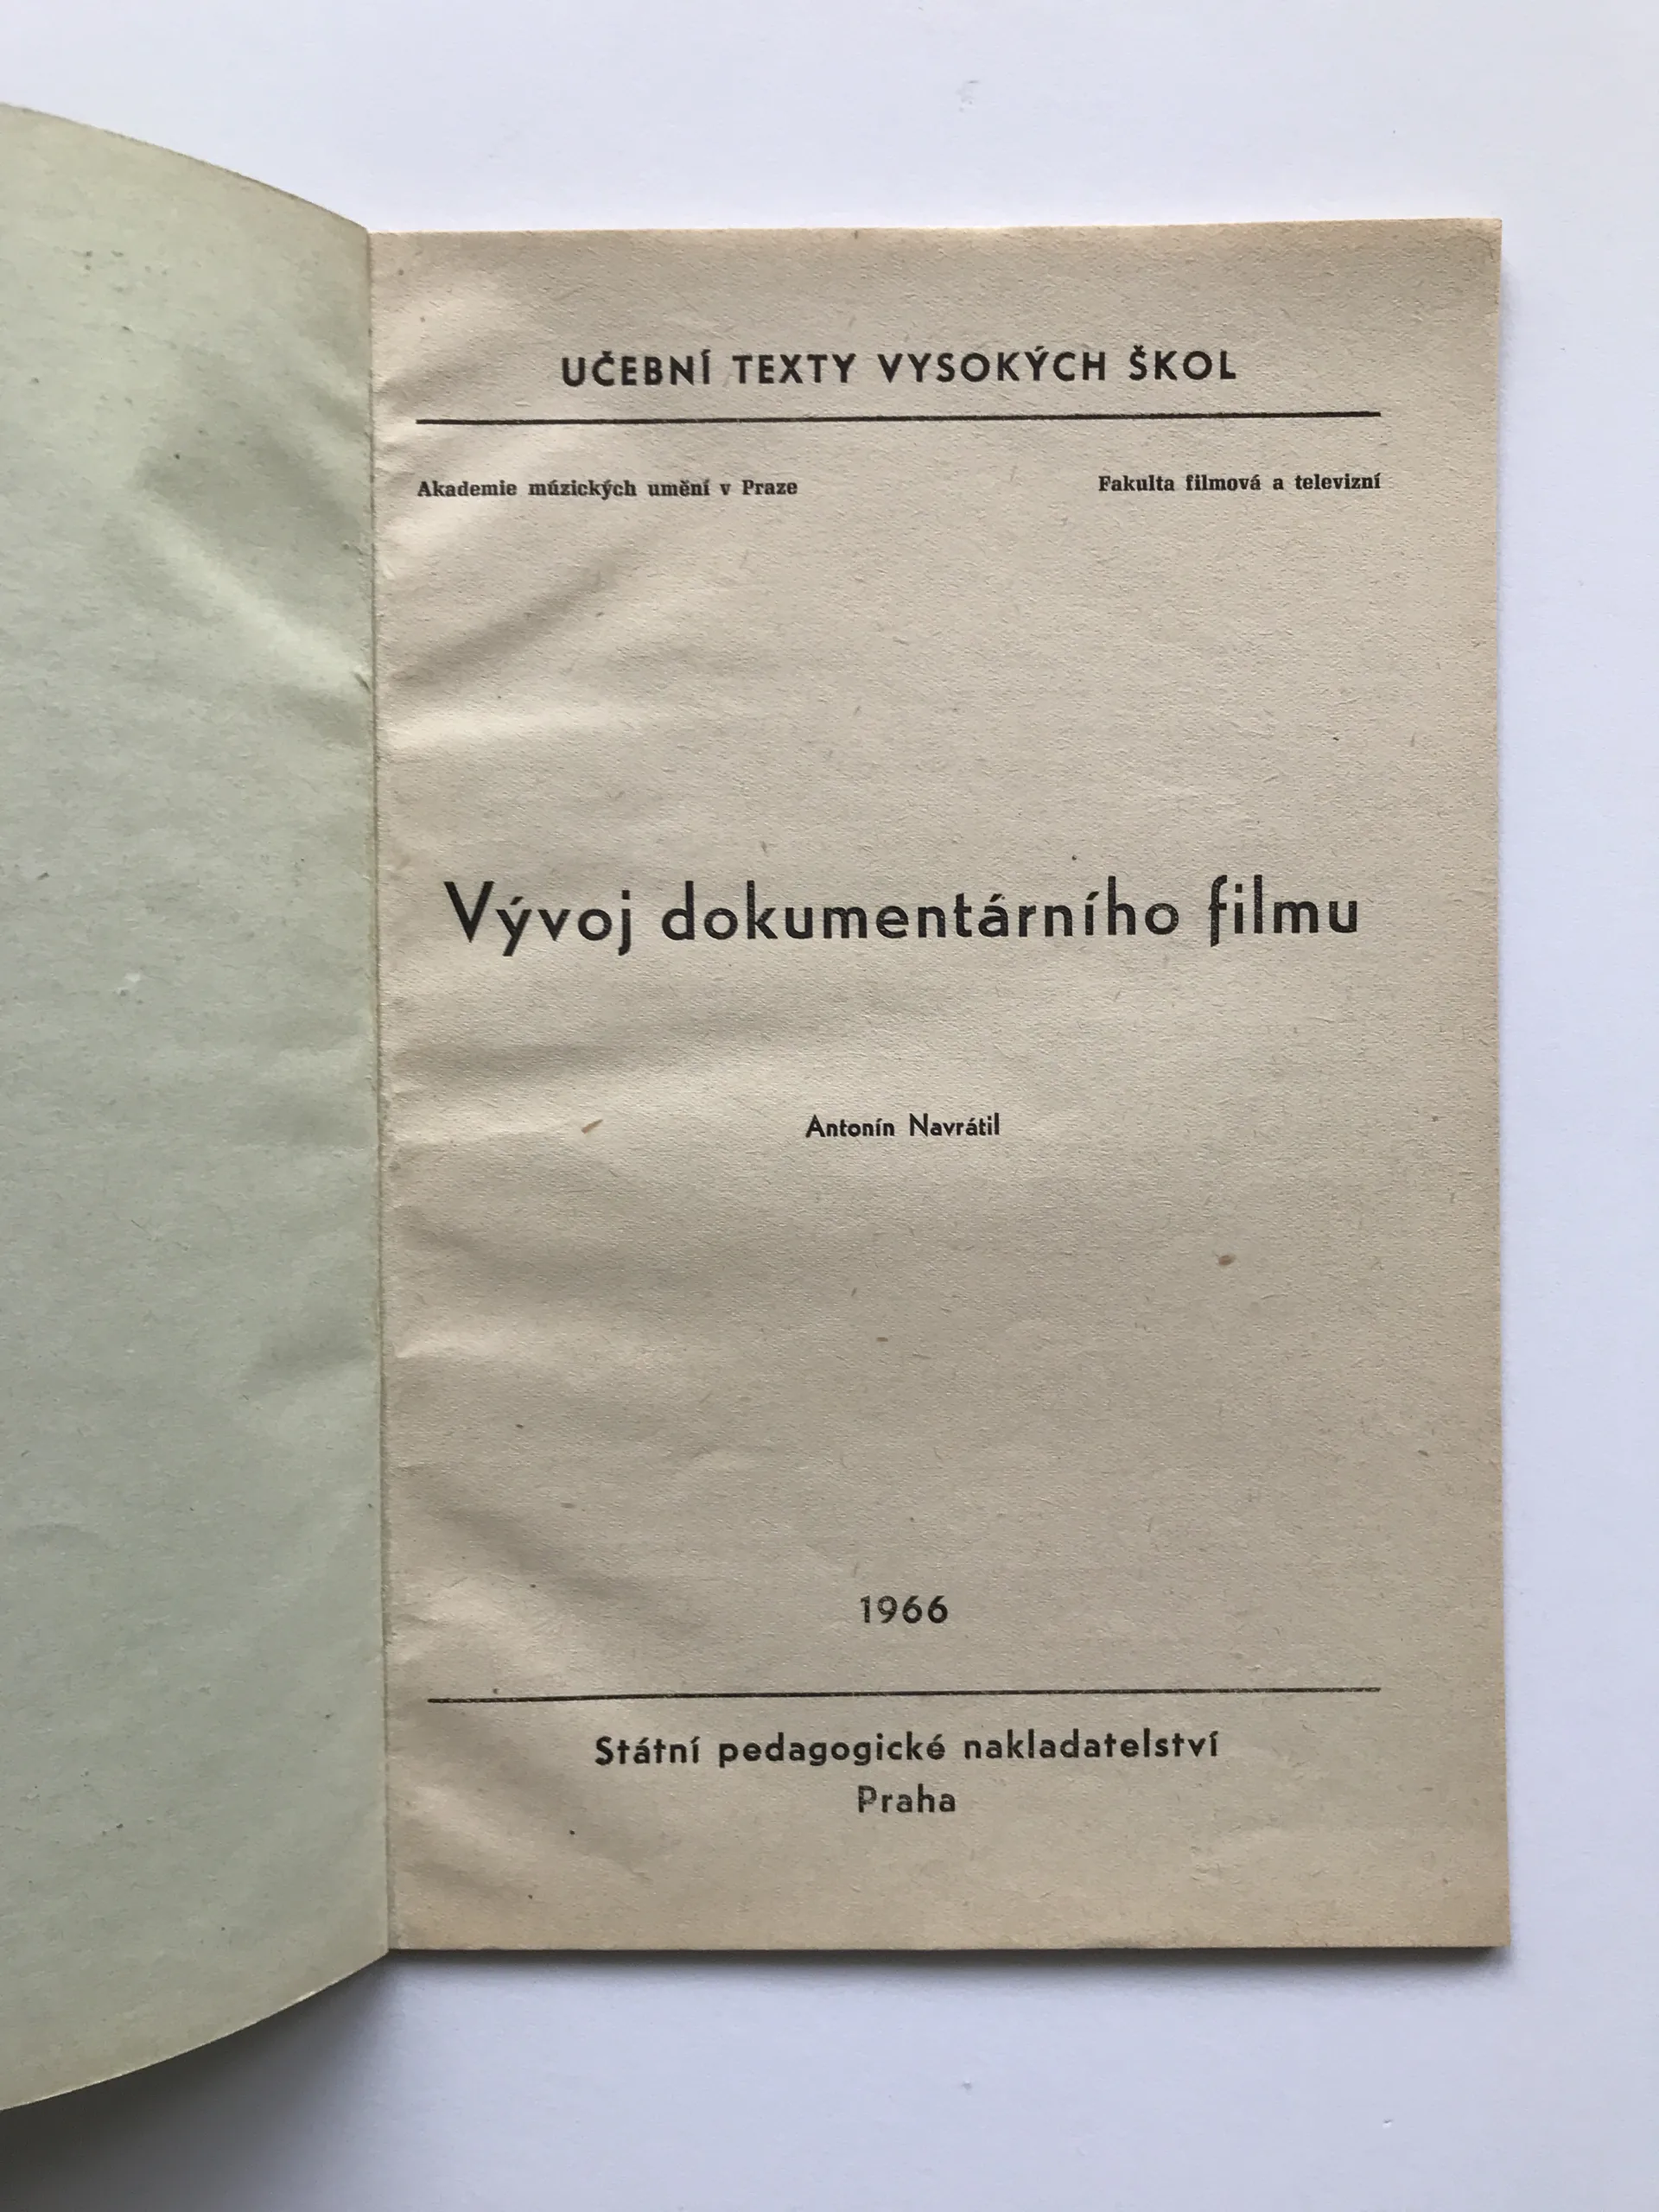 UČEBNÍ TEXTY VYSOKÝCH ŠKOL
Akademie múzických umění v Praze Fakulta filmová a televizní
Vývoj dokumentárního filmu
Antonín Navrátil
1966
Státní pedagogické nakladatelství
Praha